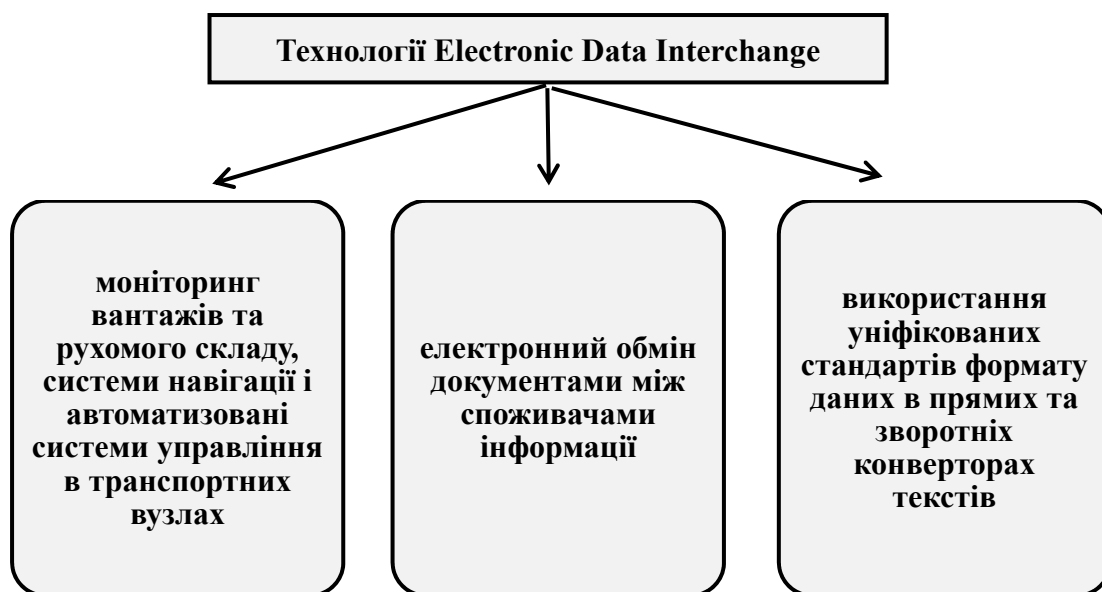 Технології Electronic Data Interchange
моніторинг
вантажів та
рухомого складу,
системи навігації і
автоматизовані
системи управління
в транспортних
вузлах
електронний обмін
документами між
споживачами
інформації
використання
уніфікованих
стандартів формату
даних в прямих та
зворотніх
конверторах
текстів